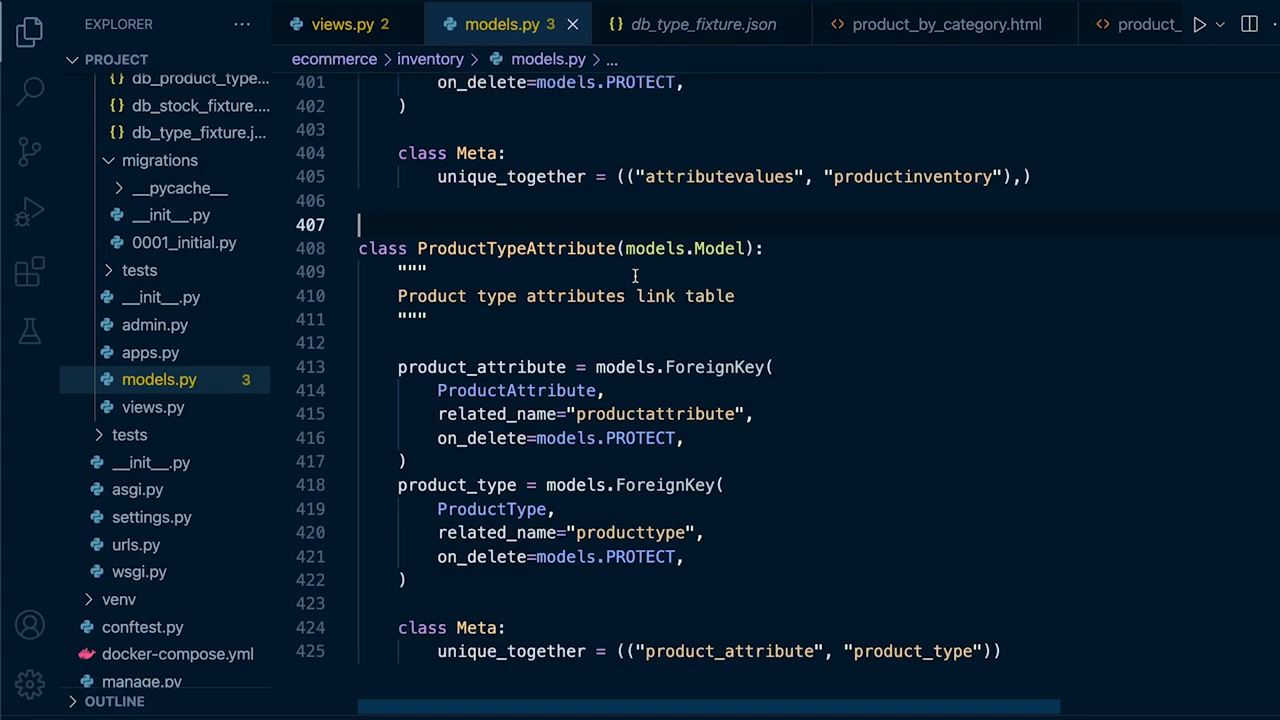 EXPLORER ...
views.py 2
models.py 3
db_type_fixture.json
product_by_category.html
product_
PROJECT
ecommerce > inventory > models.py > ...
db_product_type...
db_stock_fixture....
db_type_fixture.j...
migrations
__pycache__
__init__.py
0001_initial.py
tests
__init__.py
admin.py
apps.py
models.py 3
views.py
tests
__init__.py
asgi.py
settings.py
urls.py
wsgi.py
venv
conftest.py
docker-compose.yml
manage.py
OUTLINE
401 on_delete=models.PROTECT,
402 )
403
404 class Meta:
405 unique_together = (("attributevalues", "productinventory"),)
406
407
408 class ProductTypeAttribute(models.Model):
409 """
410 Product type attributes link table
411 """
412
413 product_attribute = models.ForeignKey(
414 ProductAttribute,
415 related_name="productattribute",
416 on_delete=models.PROTECT,
417 )
418 product_type = models.ForeignKey(
419 ProductType,
420 related_name="producttype",
421 on_delete=models.PROTECT,
422 )
423
424 class Meta:
425 unique_together = (("product_attribute", "product_type"))